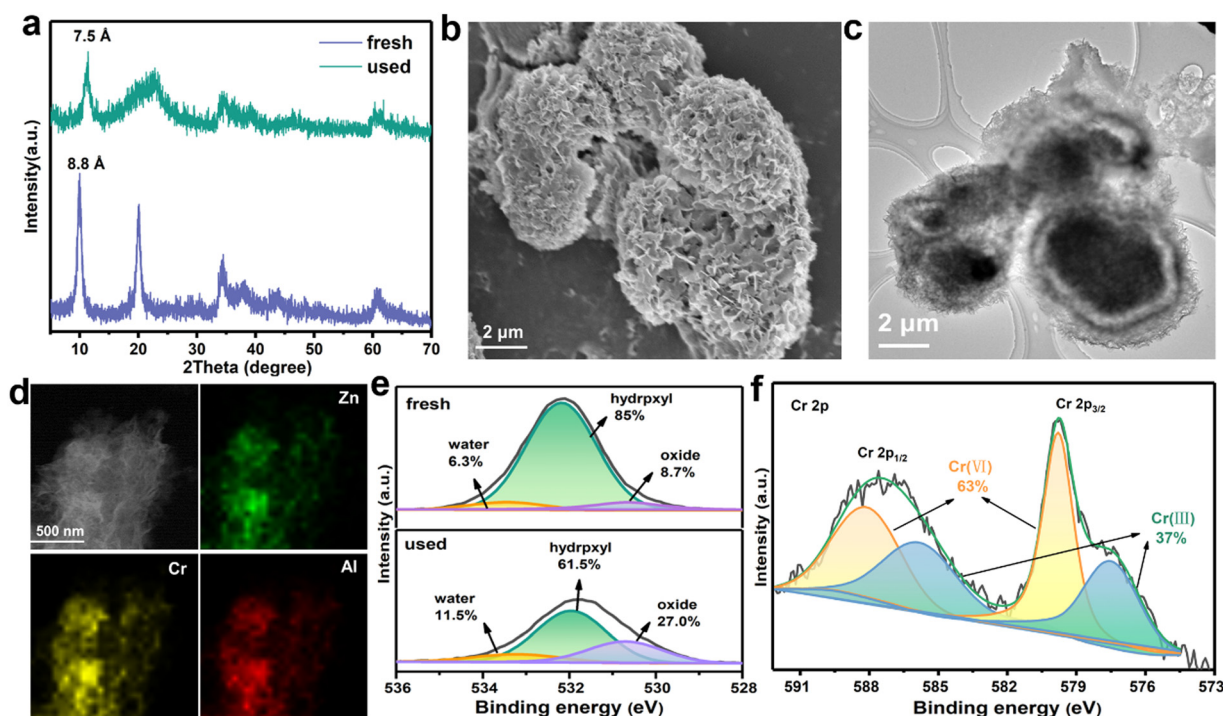 a
7.5 Å
fresh
used
8.8 Å
Intensity(a.u.)
10 20 30 40 50 60 70
2Theta (degree)
b
2 µm
c
2 µm
d
Zn
500 nm
Cr
Al
e
fresh
hydrpxyl
85%
water
6.3%
oxide
8.7%
used
hydrpxyl
61.5%
water
11.5%
oxide
27.0%
Intensity (a.u.)
536 534 532 530 528
Binding energy (eV)
f
Cr 2p
Cr 2p3/2
Cr 2p1/2
Cr(Ⅵ)
63%
Cr(Ⅲ)
37%
Intensity (a.u.)
591 588 585 582 579 576 573
Binding energy (eV)